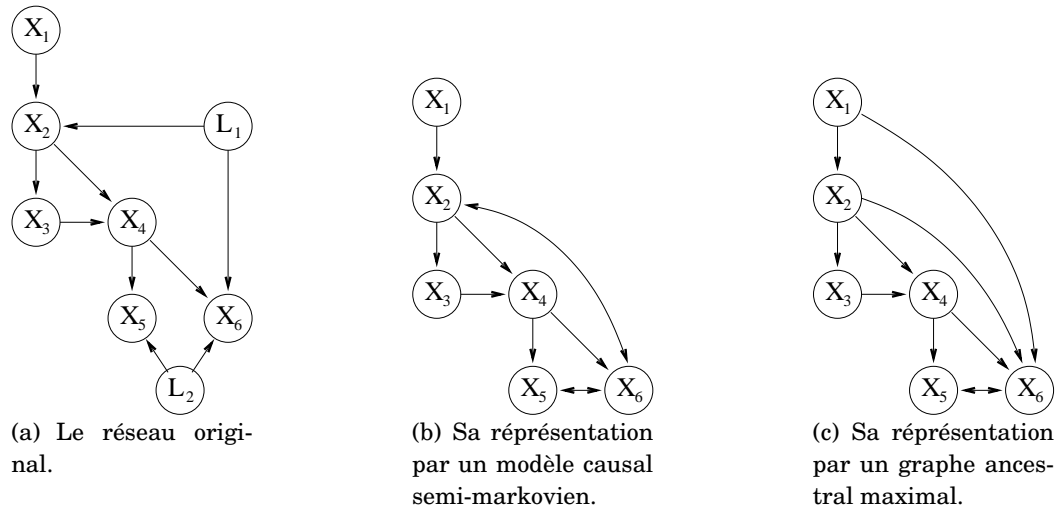 X1
X2
L1
X3
X4
X5
X6
L2
(a) Le réseau origi-
nal.
X1
X2
X3
X4
X5
X6
(b) Sa réprésentation
par un modèle causal
semi-markovien.
X1
X2
X3
X4
X5
X6
(c) Sa réprésentation
par un graphe ances-
tral maximal.